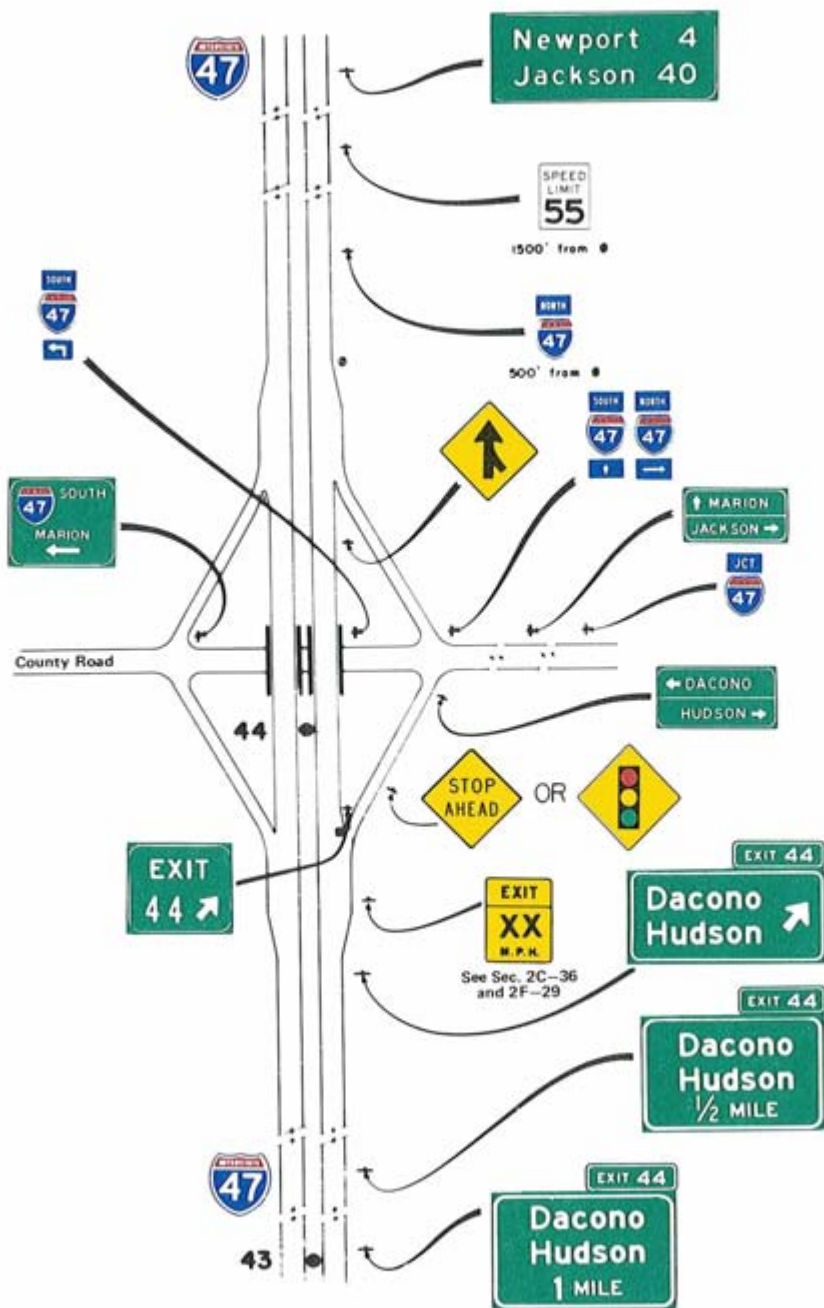 INTERSTATE
47
Newport 4
Jackson 40
SPEED
LIMIT
55
1500' from ø
SOUTH
47
NORTH
47
500' from ø
SOUTH NORTH
47 47
47 SOUTH
MARION
MARION
JACKSON
JCT
47
County Road
DACONO
HUDSON
44
STOP
AHEAD
OR
EXIT
44
EXIT
XX
M.P.H.
See Sec. 2C-36
and 2F-29
EXIT 44
Dacono
Hudson
EXIT 44
Dacono
Hudson
1/2 MILE
INTERSTATE
47
EXIT 44
Dacono
Hudson
1 MILE
43